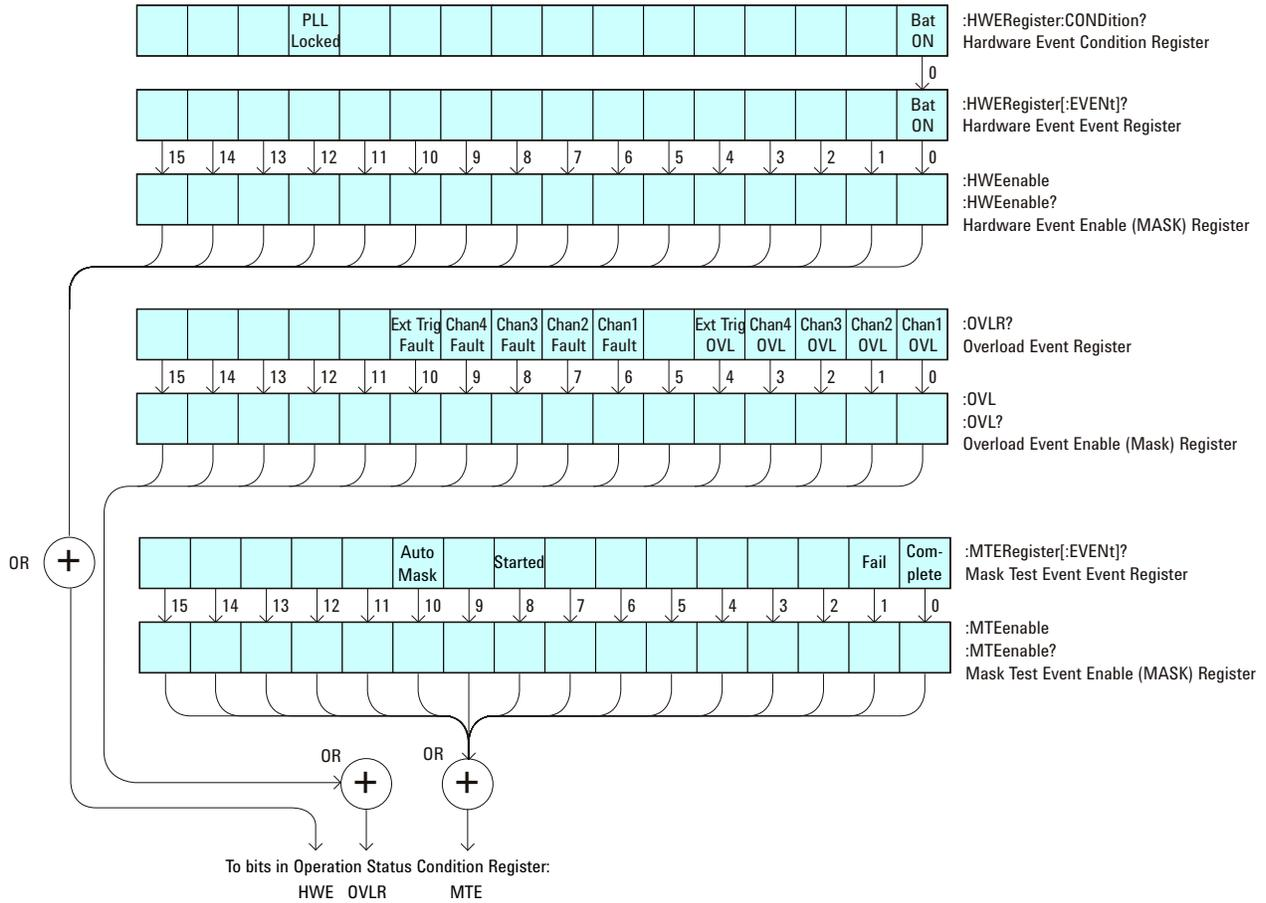 PLL Locked
Bat ON
:HWERegister:CONDition?
Hardware Event Condition Register
0
Bat ON
:HWERegister[:EVENt]?
Hardware Event Event Register
15 14 13 12 11 10 9 8 7 6 5 4 3 2 1 0
:HWEenable
:HWEenable?
Hardware Event Enable (MASK) Register
Ext Trig Fault
Chan4 Fault
Chan3 Fault
Chan2 Fault
Chan1 Fault
Ext Trig OVL
Chan4 OVL
Chan3 OVL
Chan2 OVL
Chan1 OVL
:OVLR?
Overload Event Register
15 14 13 12 11 10 9 8 7 6 5 4 3 2 1 0
:OVL
:OVL?
Overload Event Enable (Mask) Register
OR
+
Auto Mask
Started
Fail
Com-
plete
:MTERegister[:EVENt]?
Mask Test Event Event Register
15 14 13 12 11 10 9 8 7 6 5 4 3 2 1 0
:MTEenable
:MTEenable?
Mask Test Event Enable (MASK) Register
OR
+
OR
+
To bits in Operation Status Condition Register:
HWE OVLR MTE